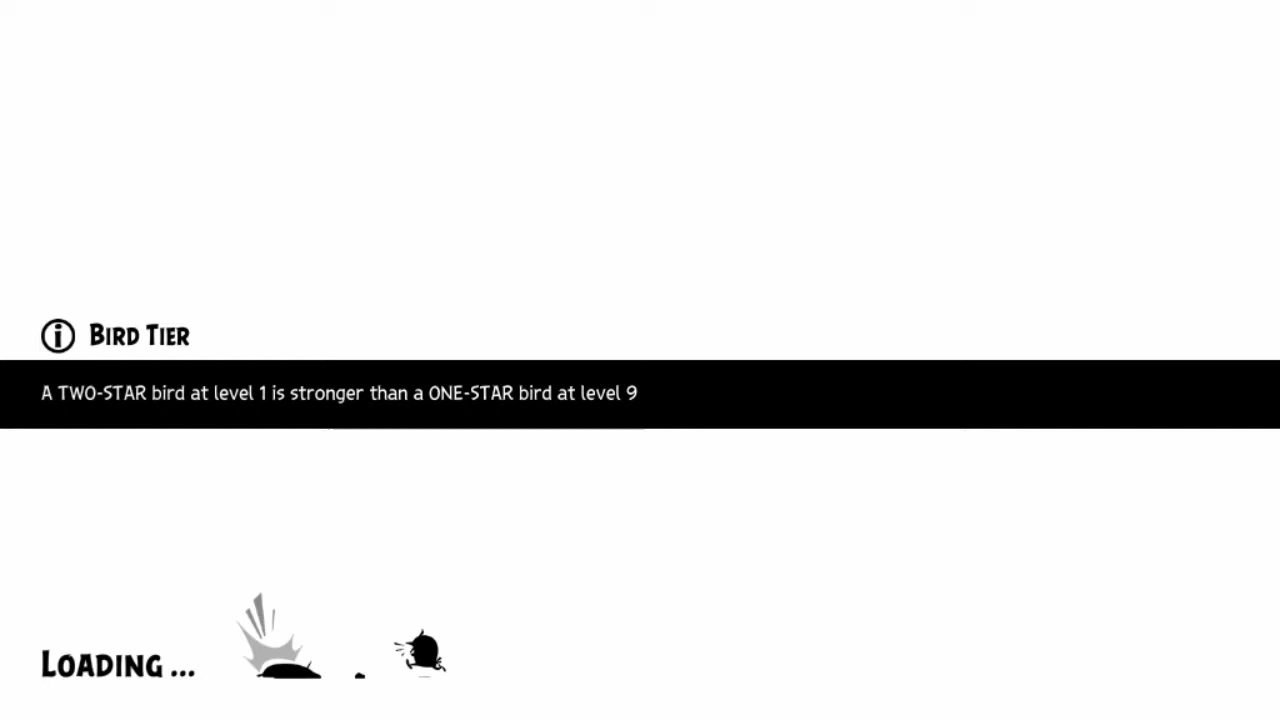 BIRD TIER
A TWO-STAR bird at level 1 is stronger than a ONE-STAR bird at level 9
LOADING ...